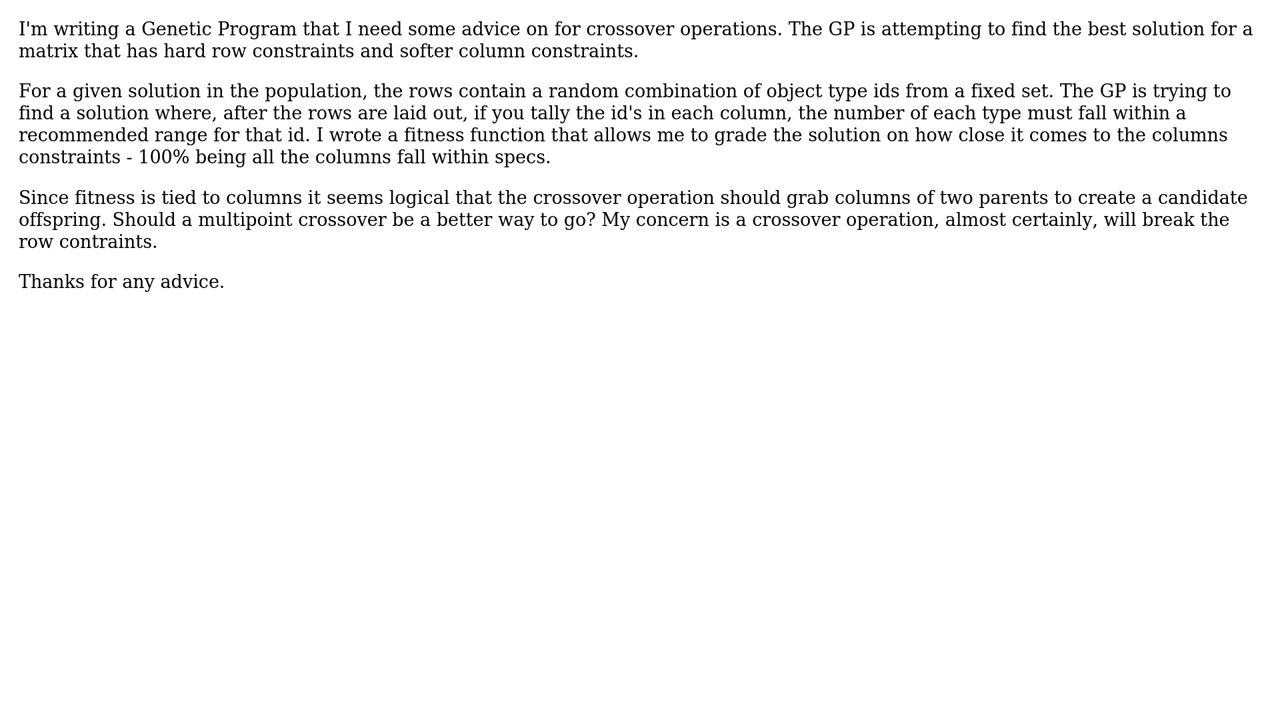 I'm writing a Genetic Program that I need some advice on for crossover operations. The GP is attempting to find the best solution for a
matrix that has hard row constraints and softer column constraints.
For a given solution in the population, the rows contain a random combination of object type ids from a fixed set. The GP is trying to
find a solution where, after the rows are laid out, if you tally the id's in each column, the number of each type must fall within a
recommended range for that id. I wrote a fitness function that allows me to grade the solution on how close it comes to the columns
constraints - 100% being all the columns fall within specs.
Since fitness is tied to columns it seems logical that the crossover operation should grab columns of two parents to create a candidate
offspring. Should a multipoint crossover be a better way to go? My concern is a crossover operation, almost certainly, will break the
row contraints.
Thanks for any advice.